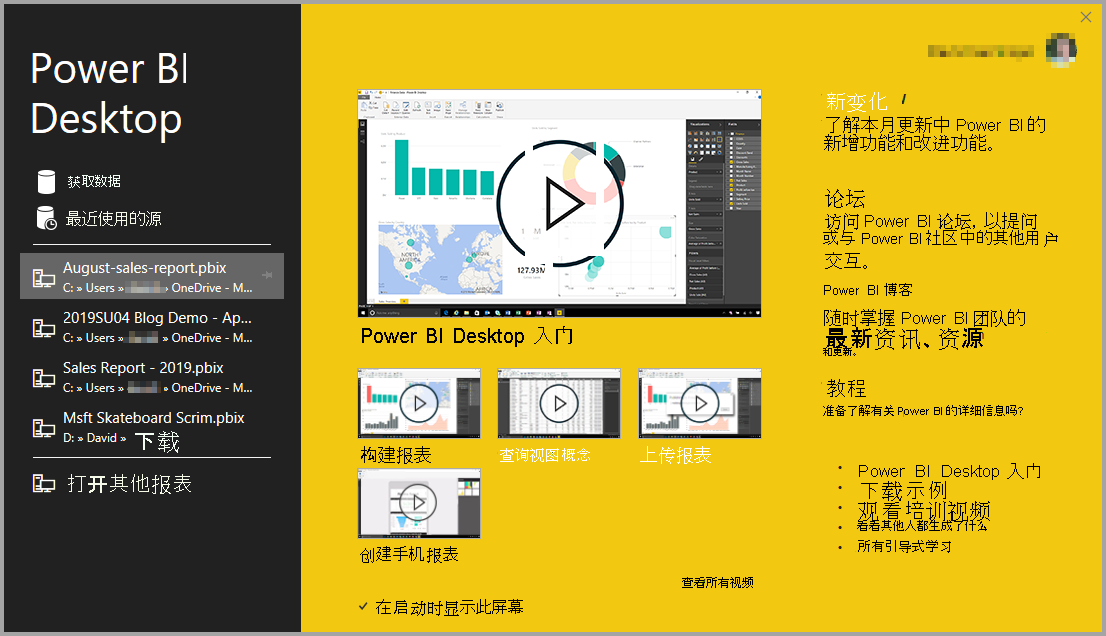 Power BI
Desktop
获取数据
最近使用的源
August-sales-report.pbix
C: » Users » » OneDrive - M...
2019SU04 Blog Demo - Ap...
C: » Users » » OneDrive - M...
Sales Report - 2019.pbix
C: » Users » » OneDrive - M...
Msft Skateboard Scrim.pbix
D: » David » 下载
打开其他报表
127.93M
Power BI Desktop 入门
构建报表
查询视图概念
上传报表
创建手机报表
查看所有视频
在启动时显示此屏幕
新变化
了解本月更新中 Power BI 的
新增功能和改进功能。
论坛
访问 Power BI 论坛, 以提问
或与 Power BI 社区中的其他用户
交互。
Power BI 博客
随时掌握 Power BI 团队的
最新资讯、资源
和更新。
教程
准备了解有关 Power BI 的详细信息吗?
· Power BI Desktop 入门
· 下载示例
· 观看培训视频
· 看看其他人都生成了什么
· 所有引导式学习